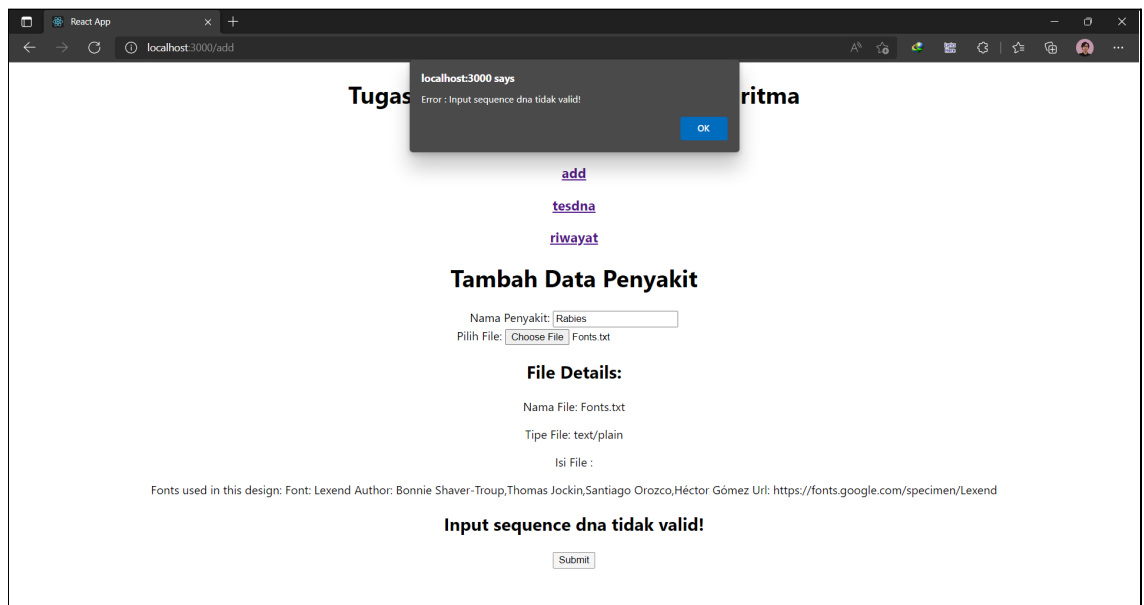 React App
localhost:3000/add
localhost:3000 says
Error : Input sequence dna tidak valid!
OK
Tugas ritma
add
tesdna
riwayat
Tambah Data Penyakit
Nama Penyakit: Rabies
Pilih File: Choose File Fonts.txt
File Details:
Nama File: Fonts.txt
Tipe File: text/plain
Isi File :
Fonts used in this design: Font: Lexend Author: Bonnie Shaver-Troup,Thomas Jockin,Santiago Orozco,Héctor Gómez Url: https://fonts.google.com/specimen/Lexend
Input sequence dna tidak valid!
Submit